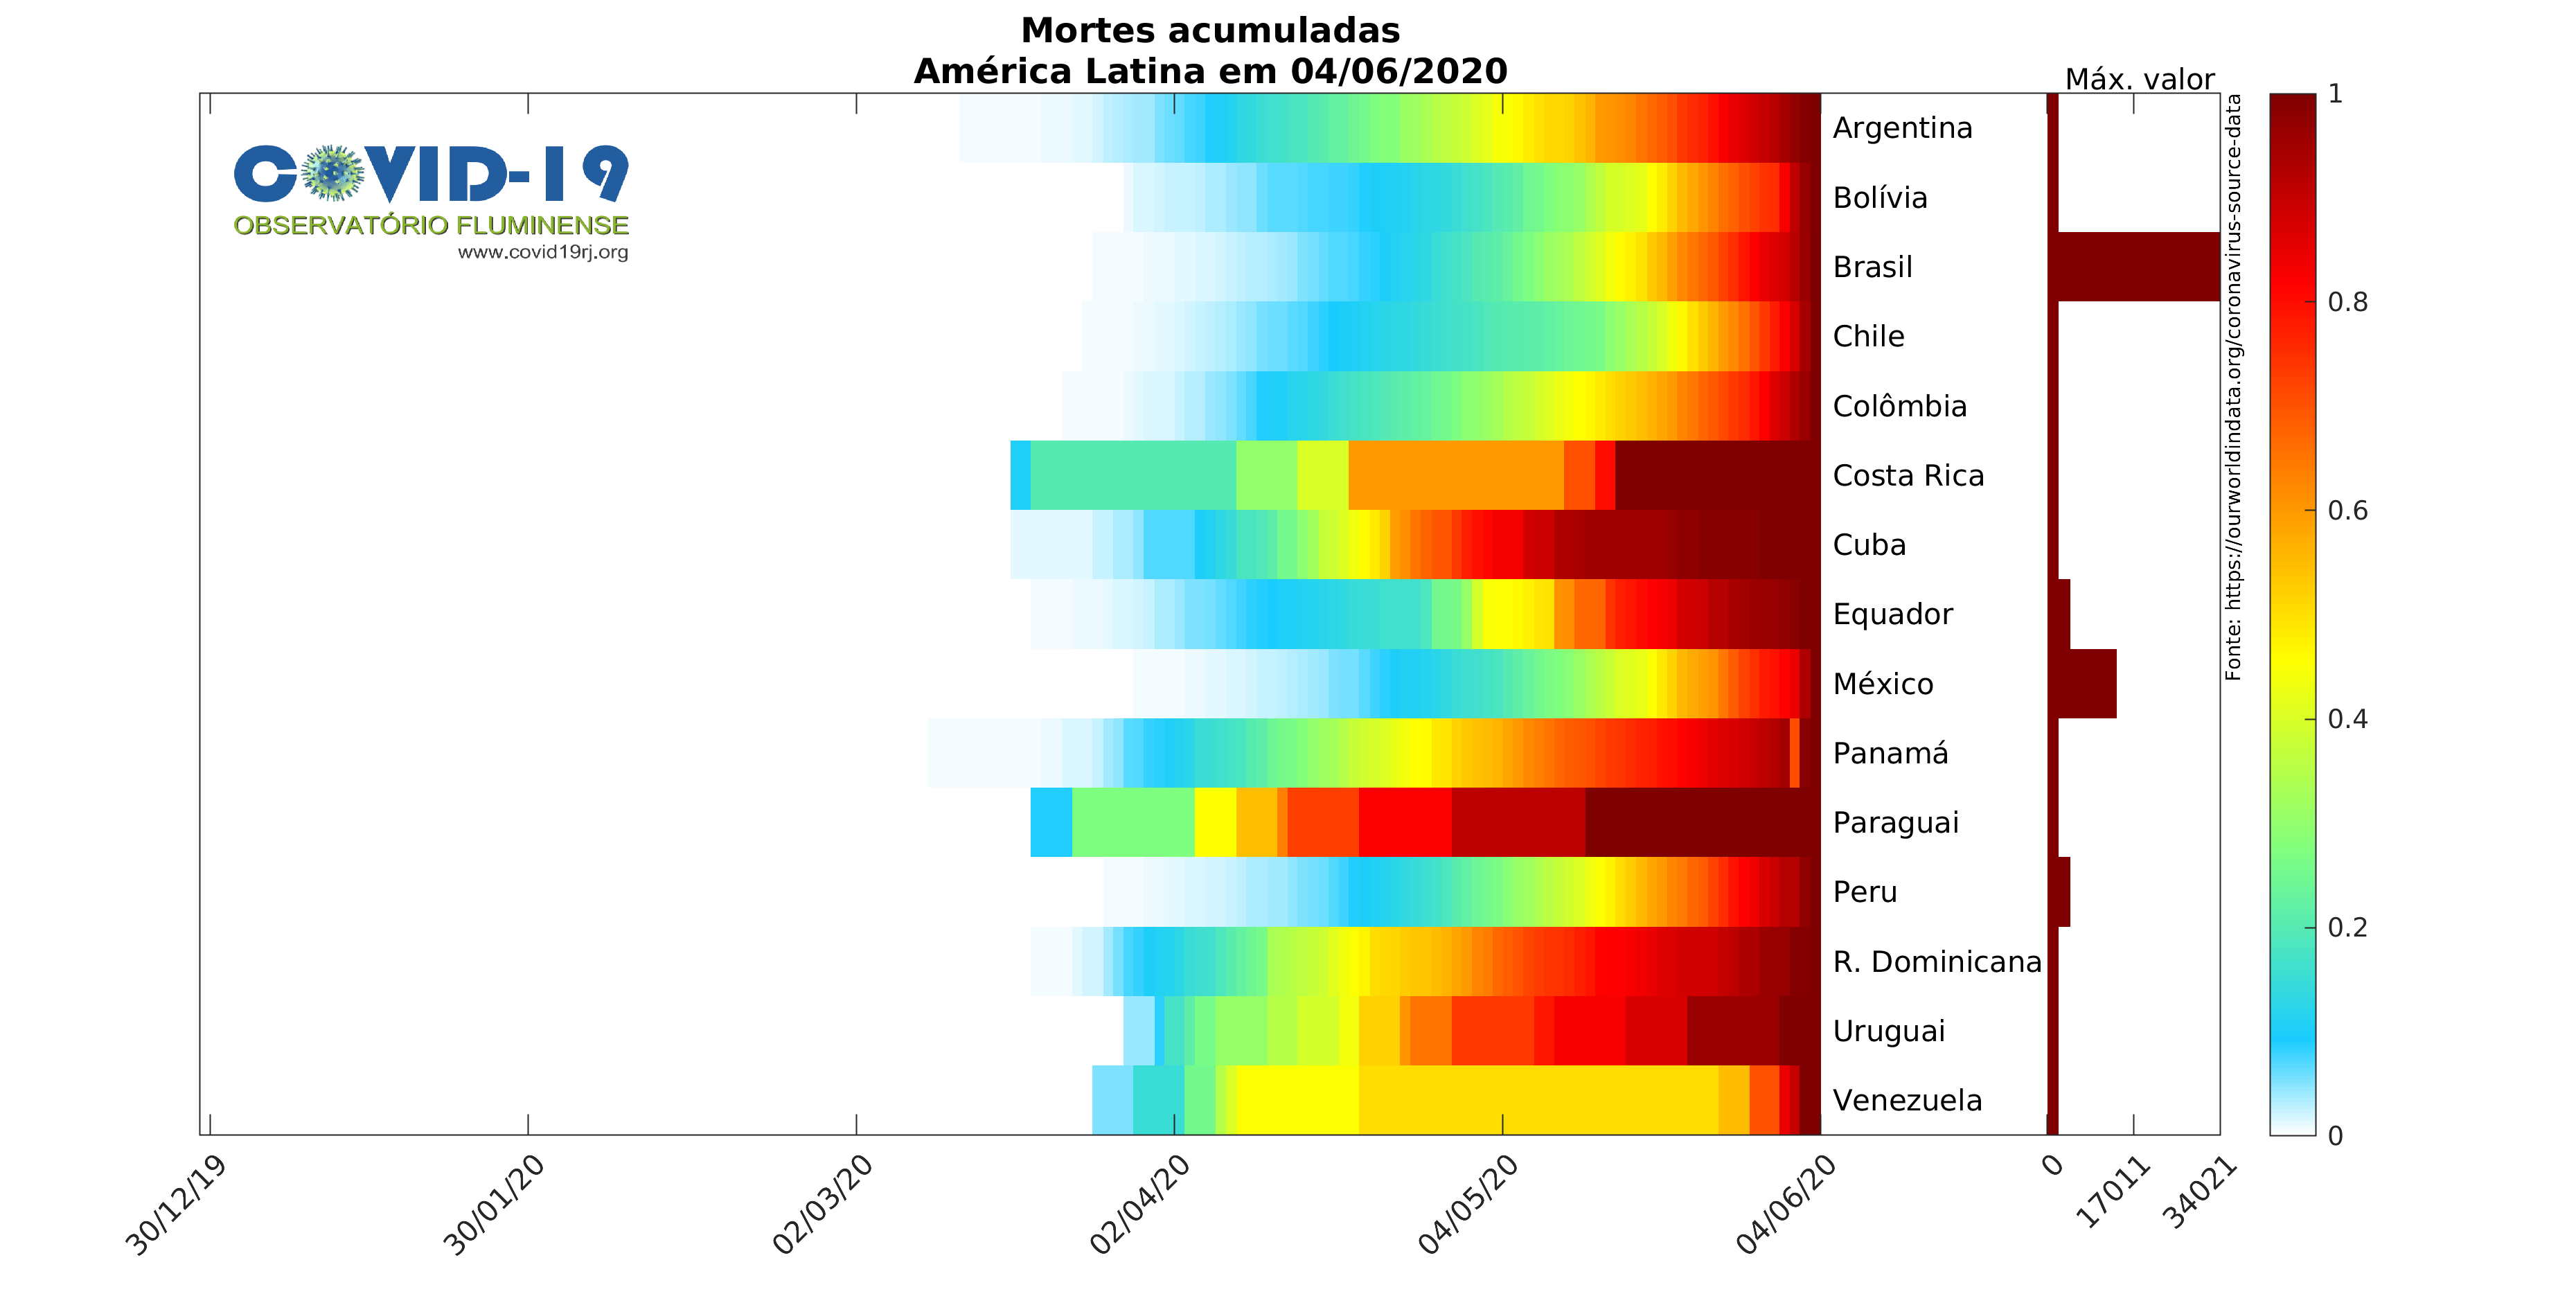 Mortes acumuladas
América Latina em 04/06/2020
Máx. valor
COVID-19
OBSERVATÓRIO FLUMINENSE
www.covid19rj.org
Argentina
Bolívia
Brasil
Chile
Colômbia
Costa Rica
Cuba
Equador
México
Panamá
Paraguai
Peru
R. Dominicana
Uruguai
Venezuela
Fonte: https://ourworldindata.org/coronavirus-source-data
1
0.8
0.6
0.4
0.2
0
30/12/19
30/01/20
02/03/20
02/04/20
04/05/20
04/06/20
0
17011
34021